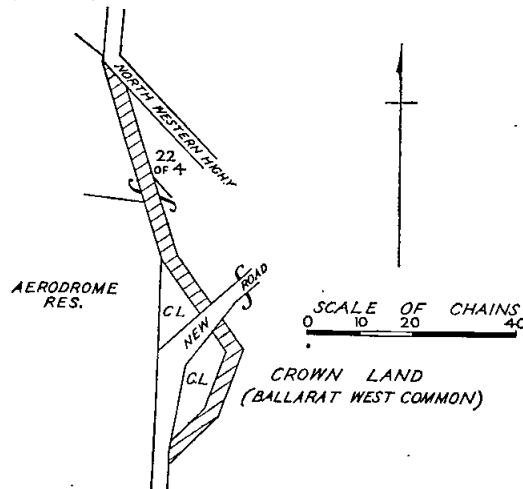 NORTH WESTERN HIGHY
22
OF 4
AERODROME
RES.
CL
NEW ROAD
CL
SCALE OF CHAINS
0 10 20 40
CROWN LAND
(BALLARAT WEST COMMON)